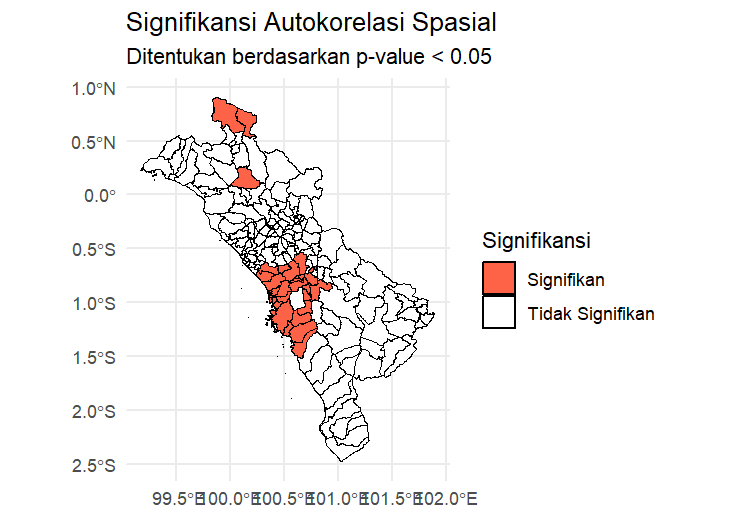 Signifikansi Autokorelasi Spasial
Ditentukan berdasarkan p-value < 0.05
1.0°N
0.5°N
0.0°
0.5°S
1.0°S
1.5°S
2.0°S
2.5°S
99.5°E 100.0°E 100.5°E 101.0°E 101.5°E 102.0°E
Signifikansi
Signifikan
Tidak Signifikan